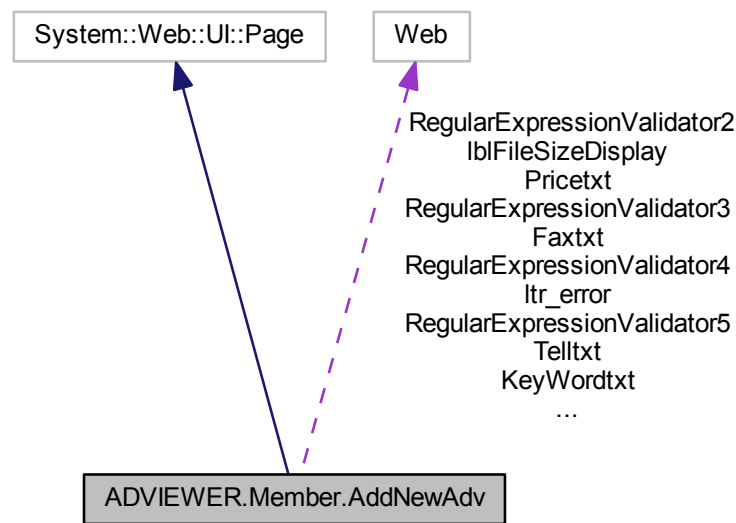 System::Web::UI::Page
Web
RegularExpressionValidator2
lblFileSizeDisplay
Pricetxt
RegularExpressionValidator3
Faxtxt
RegularExpressionValidator4
ltr_error
RegularExpressionValidator5
Telltxt
KeyWordtxt
...
ADVIEWER.Member.AddNewAdv